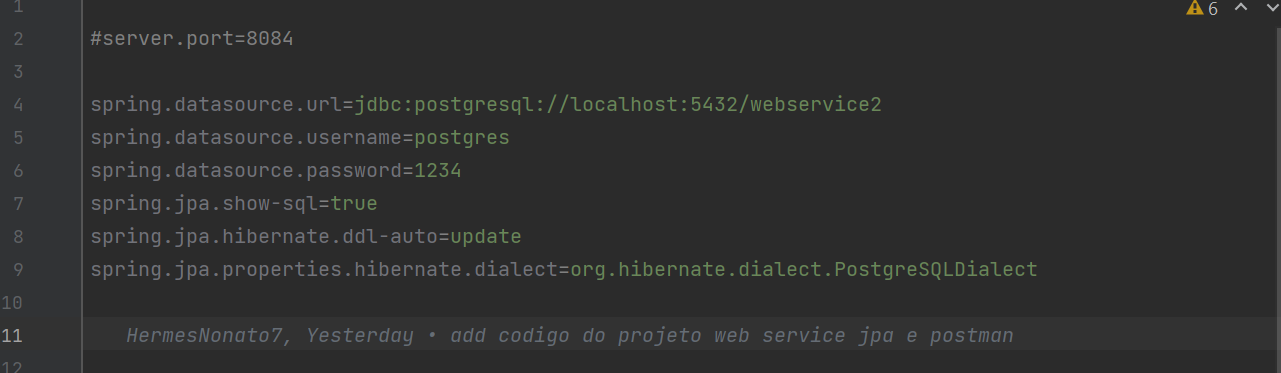 1
6
2 #server.port=8084
3
4 spring.datasource.url=jdbc:postgresql://localhost:5432/webservice2
5 spring.datasource.username=postgres
6 spring.datasource.password=1234
7 spring.jpa.show-sql=true
8 spring.jpa.hibernate.ddl-auto=update
9 spring.jpa.properties.hibernate.dialect=org.hibernate.dialect.PostgreSQLDialect
10
11 HermesNonato7, Yesterday • add codigo do projeto web service jpa e postman
12